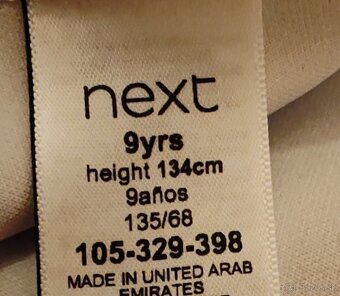 next
9yrs
height 134cm
9años
135/68
105-329-398
MADE IN UNITED ARAB
EMIRATES